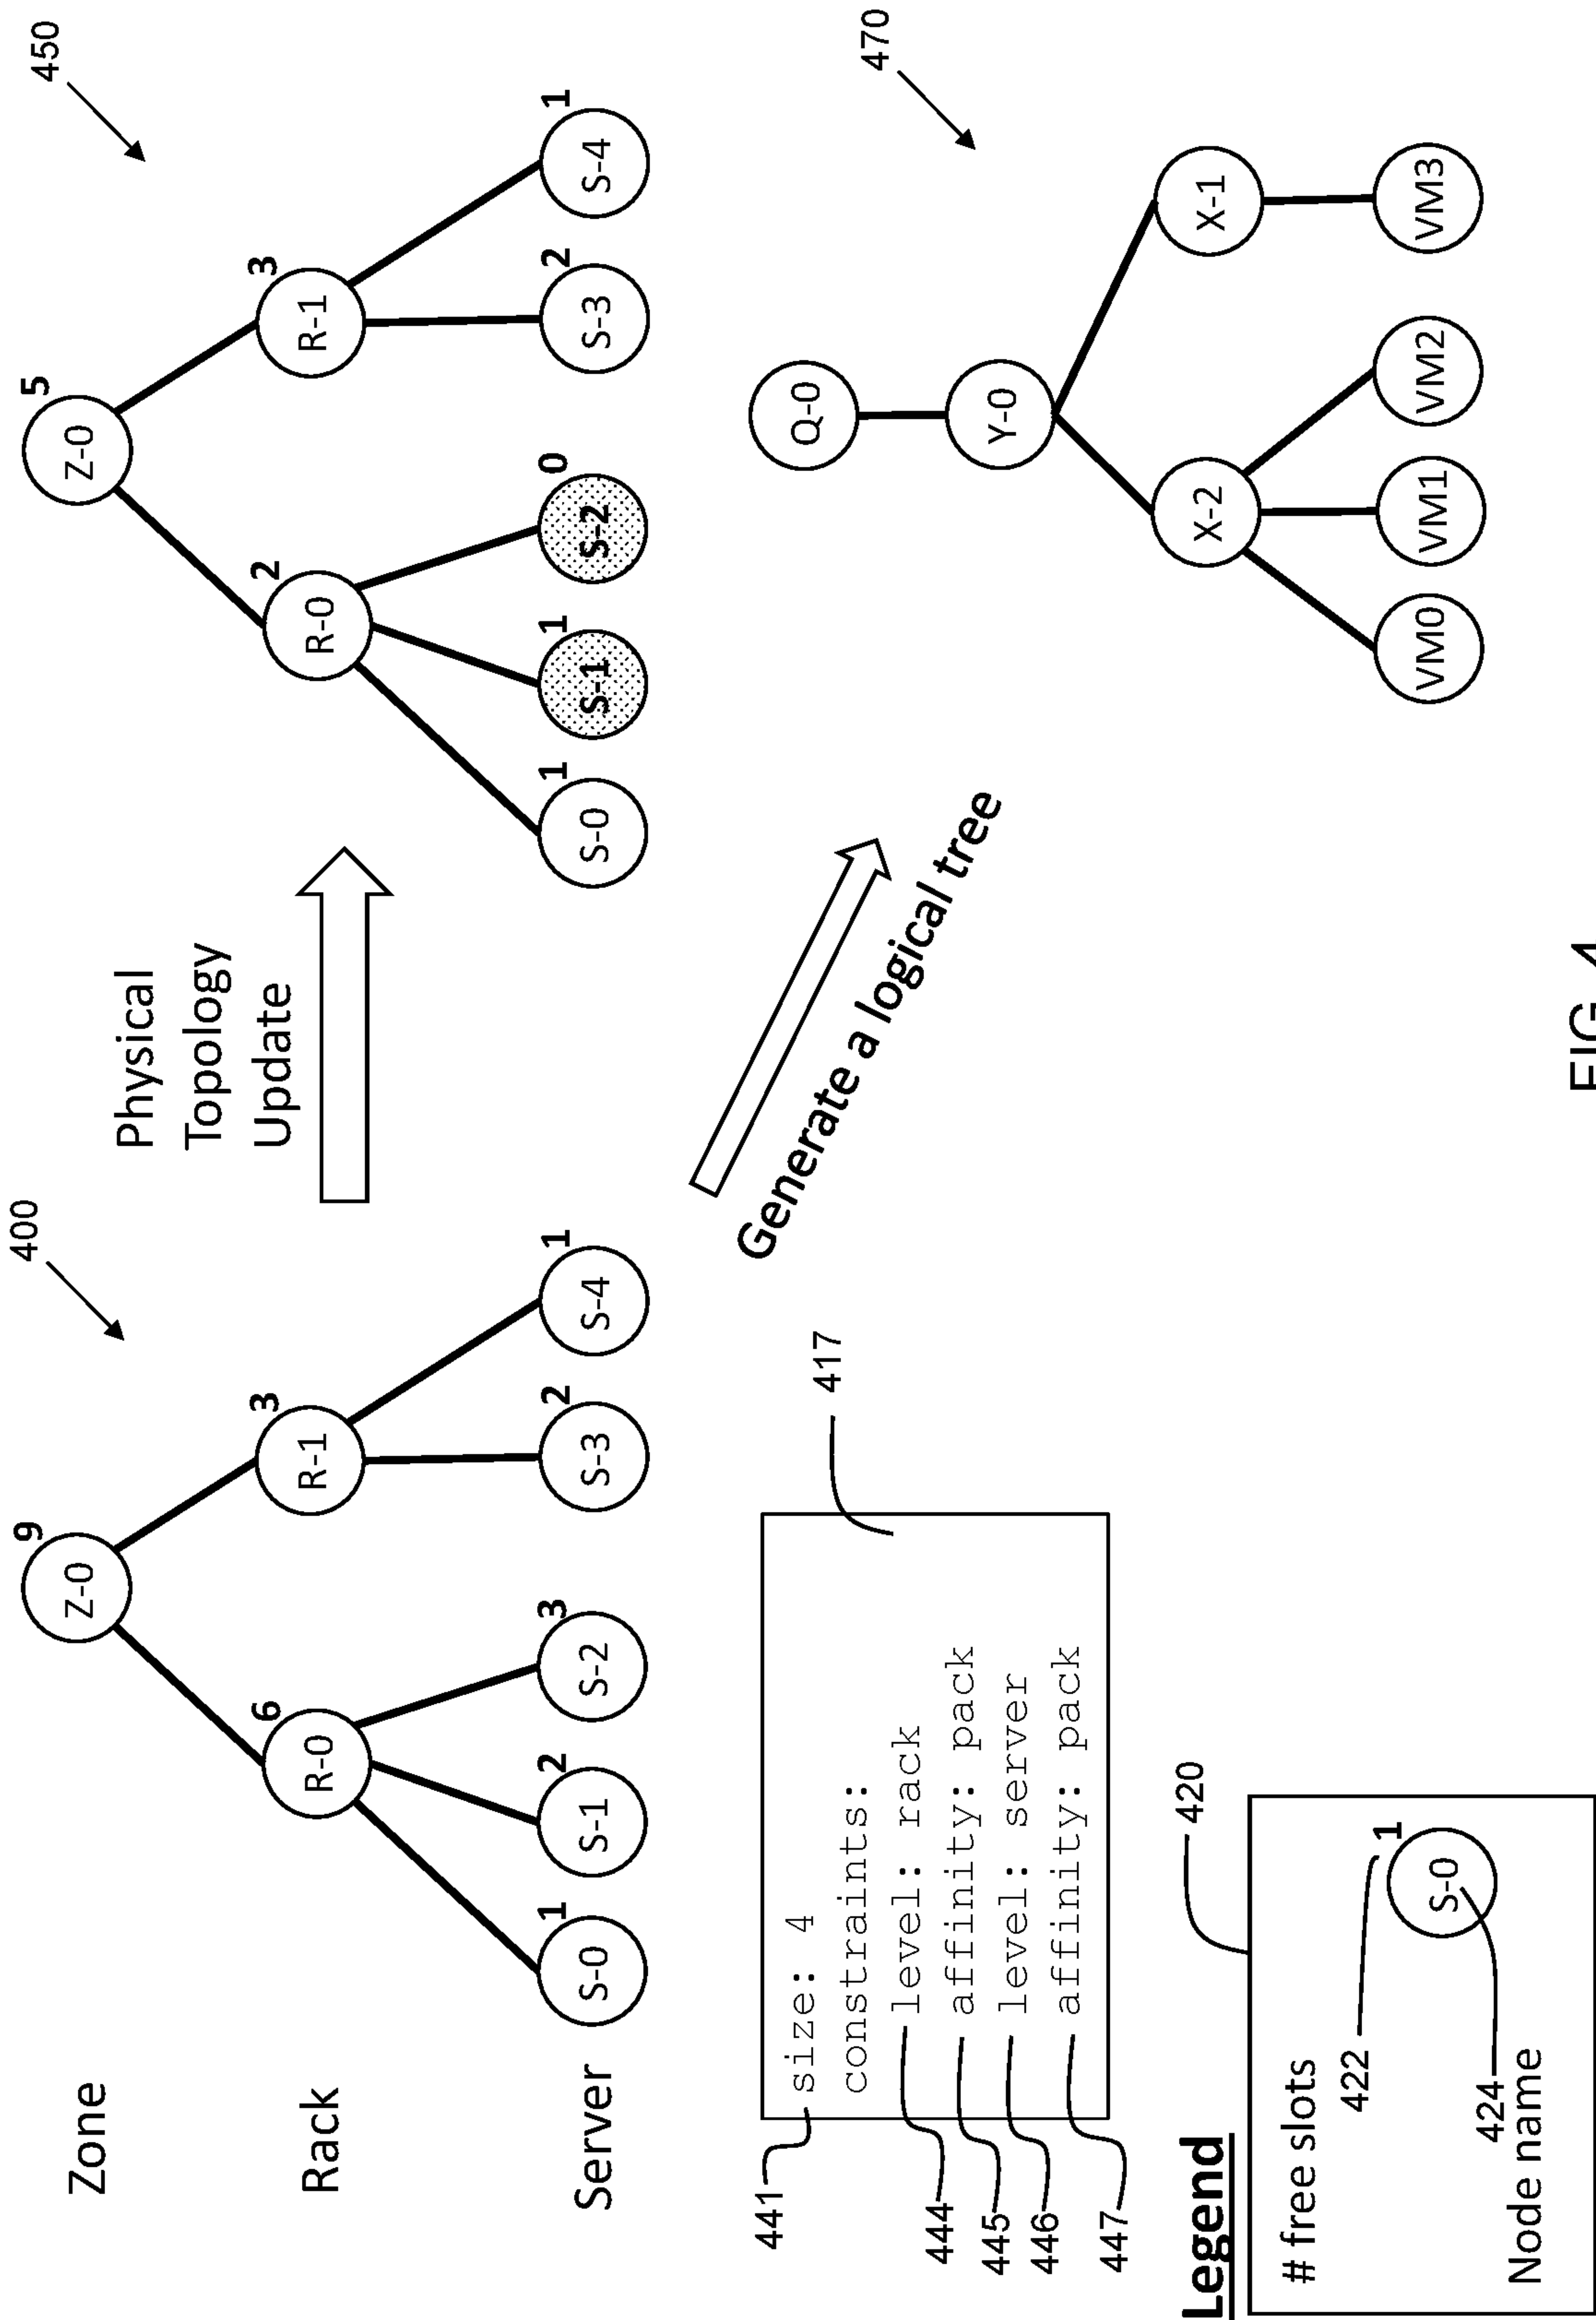 400
450
Zone
Rack
Server
Z-0 9
R-0 6
R-1 3
S-0 1
S-1 2
S-2 3
S-3 2
S-4 1
Physical
Topology
Update
Z-0 5
R-0 2
R-1 3
S-0 1
S-1 1
S-2 0
S-3 2
S-4 1
417
441
size: 4
constraints:
444
level: rack
445
affinity: pack
446
level: server
447
affinity: pack
Generate a logical tree
470
Q-0
Y-0
X-2
X-1
VM0
VM1
VM2
VM3
Legend
420
# free slots
422
1
S-0
424
Node name